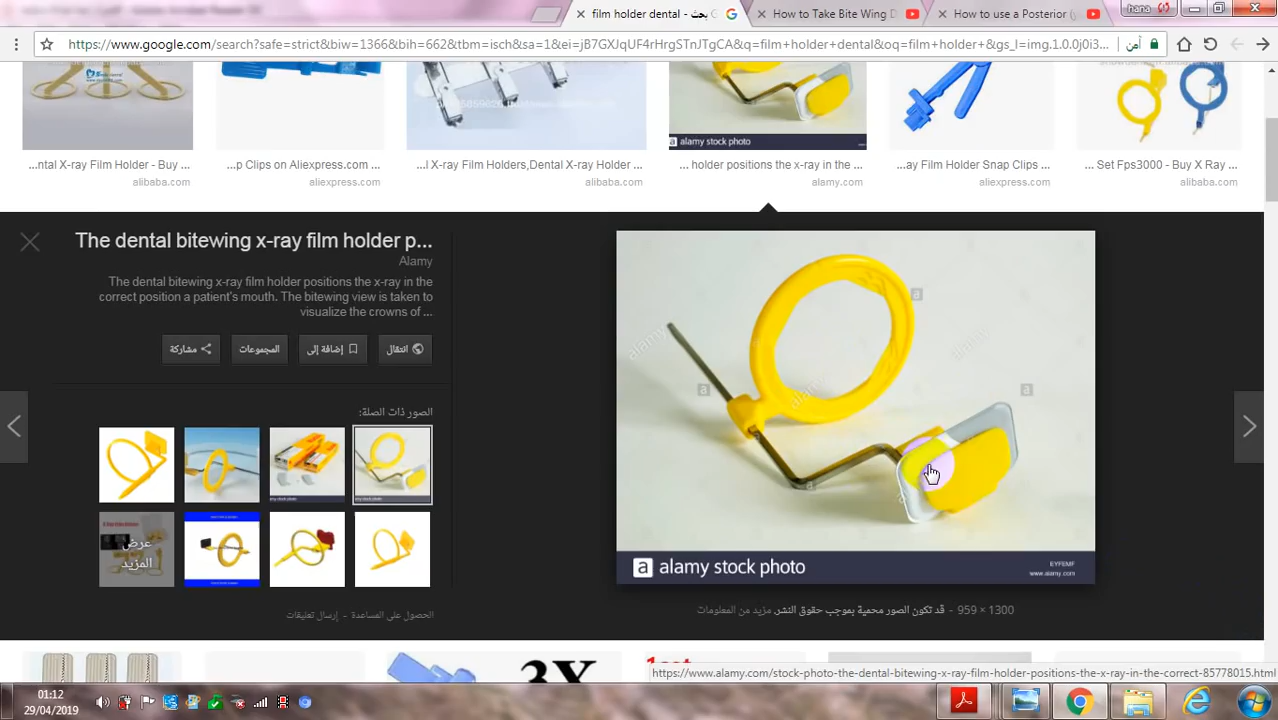 film holder dental - بحث G
How to Take Bite Wing D
How to use a Posterior (y
hana
https://www.google.com/search?safe=strict&biw=1366&bih=662&tbm=isch&sa=1&ei=jB7GXJqUF4rHrgSTnJTgCA&q=film+holder+dental&oq=film+holder+&gs_l=img.1.0.0j0i3...
آمن
...ntal X-ray Film Holder - Buy
alibaba.com
...p Clips on Aliexpress.com
aliexpress.com
...l X-ray Film Holders,Dental X-ray Holder
alibaba.com
a alamy stock photo
... holder positions the x-ray in the
alamy.com
...ay Film Holder Snap Clips
aliexpress.com
... Set Fps3000 - Buy X Ray
alibaba.com
The dental bitewing x-ray film holder p...
Alamy
The dental bitewing x-ray film holder positions the x-ray in the
correct position a patient's mouth. The bitewing view is taken to
visualize the crowns of ...
انتقال
إضافة إلى
المجموعات
مشاركة
الصور ذات الصلة:
عرض
المزيد
الحصول على المساعدة - إرسال تعليقات
a alamy
alamy
alamy
a alamy stock photo
EYFEMF
www.alamy.com
959 × 1300 - قد تكون الصور محمية بموجب حقوق النشر. مزيد من المعلومات
3X
https://www.alamy.com/stock-photo-the-dental-bitewing-x-ray-film-holder-positions-the-x-ray-in-the-correct-85778015.html
01:12
29/04/2019